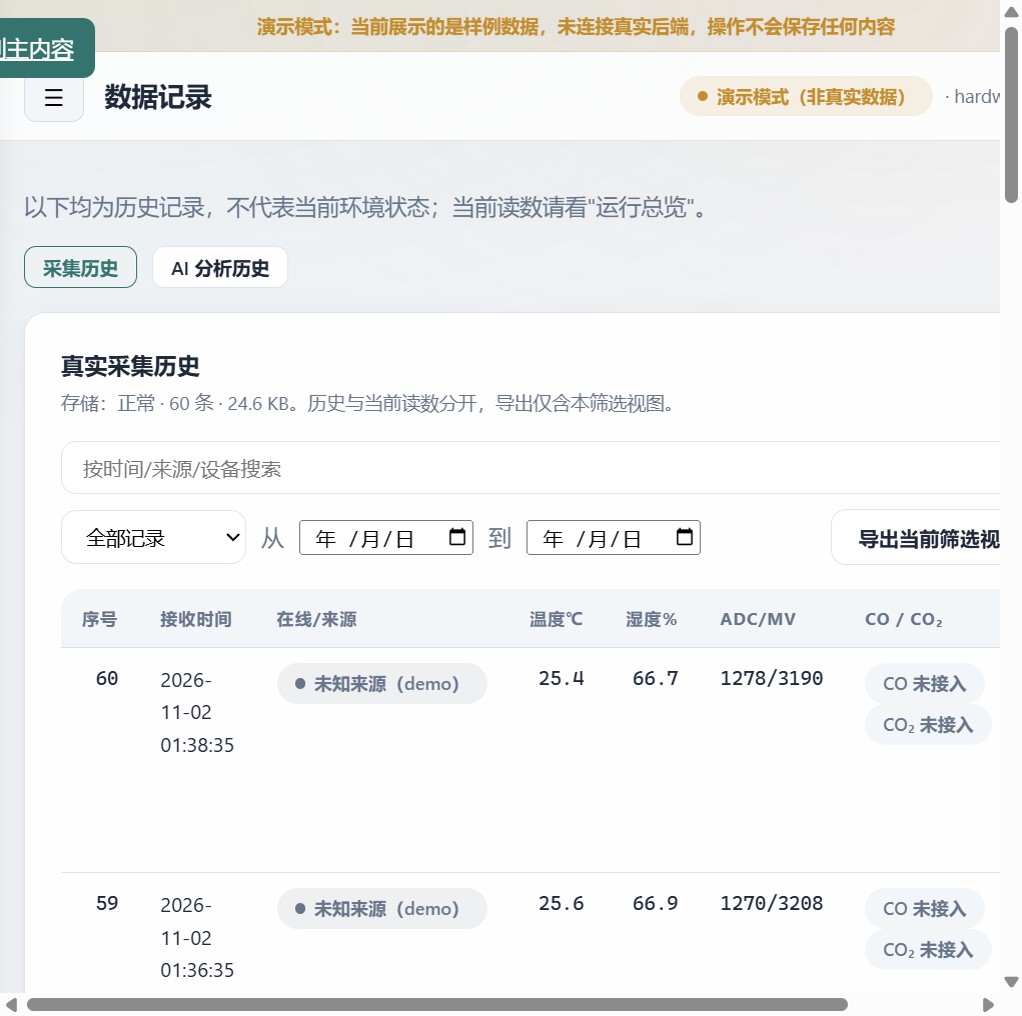 演示模式：当前展示的是样例数据，未连接真实后端，操作不会保存任何内容
到主内容
☰ 数据记录 演示模式（非真实数据） · hardw
以下均为历史记录，不代表当前环境状态；当前读数请看"运行总览"。
采集历史 AI 分析历史
真实采集历史
存储：正常 · 60 条 · 24.6 KB。历史与当前读数分开，导出仅含本筛选视图。
按时间/来源/设备搜索
全部记录 从 年 /月/日 到 年 /月/日 导出当前筛选视
序号 接收时间 在线/来源 温度℃ 湿度% ADC/MV CO / CO₂
60 2026- 未知来源（demo） 25.4 66.7 1278/3190 CO 未接入
11-02 CO₂ 未接入
01:38:35
59 2026- 未知来源（demo） 25.6 66.9 1270/3208 CO 未接入
11-02 CO₂ 未接入
01:36:35